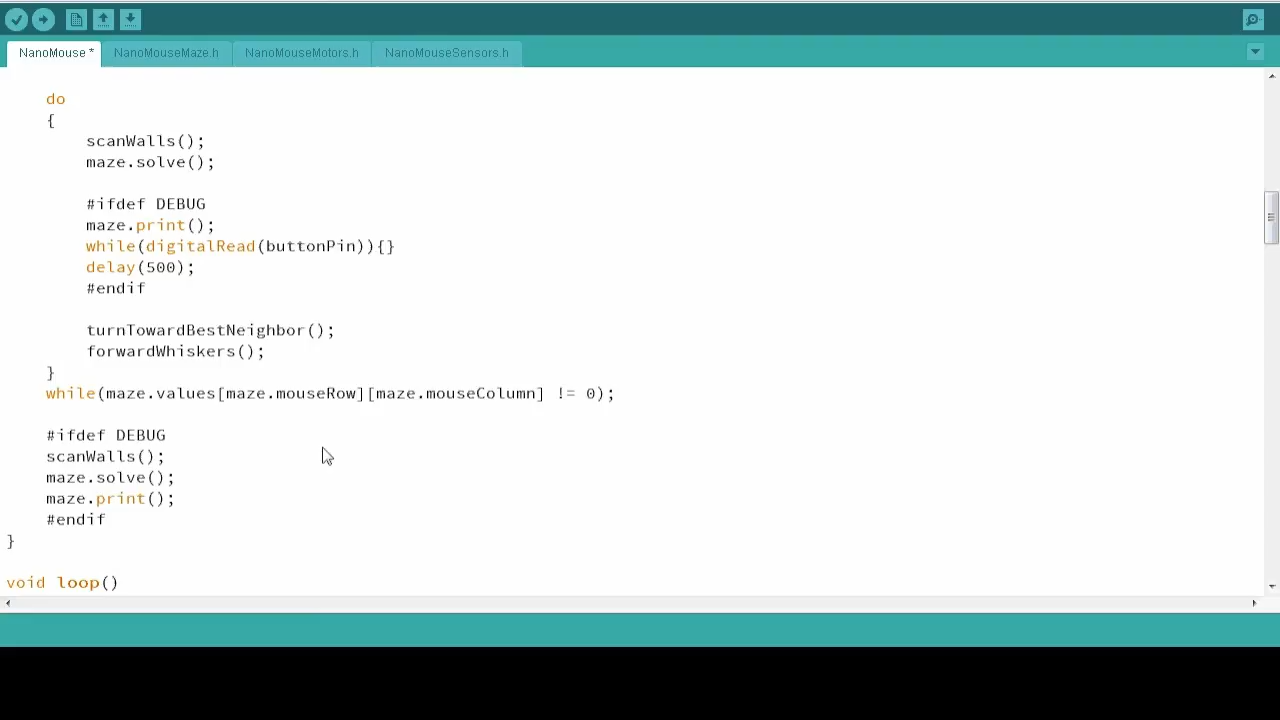 NanoMouse * NanoMouseMaze.h NanoMouseMotors.h NanoMouseSensors.h
do
{
scanWalls();
maze.solve();
#ifdef DEBUG
maze.print();
while(digitalRead(buttonPin)){}
delay(500);
#endif
turnTowardBestNeighbor();
forwardWhiskers();
}
while(maze.values[maze.mouseRow][maze.mouseColumn] != 0);
#ifdef DEBUG
scanWalls();
maze.solve();
maze.print();
#endif
}
void loop()